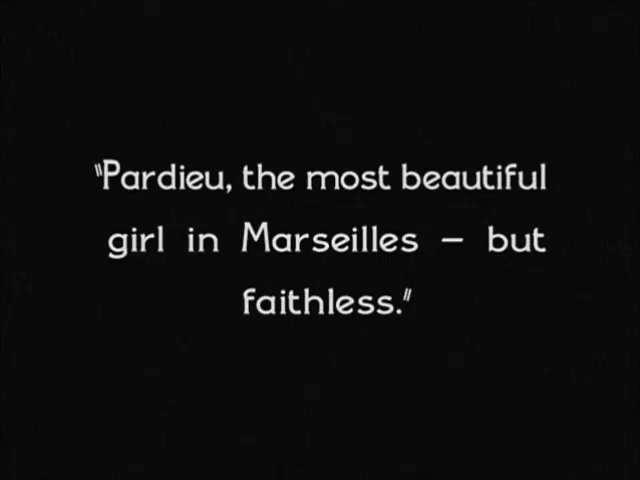 "Pardieu, the most beautiful
girl in Marseilles – but
faithless."